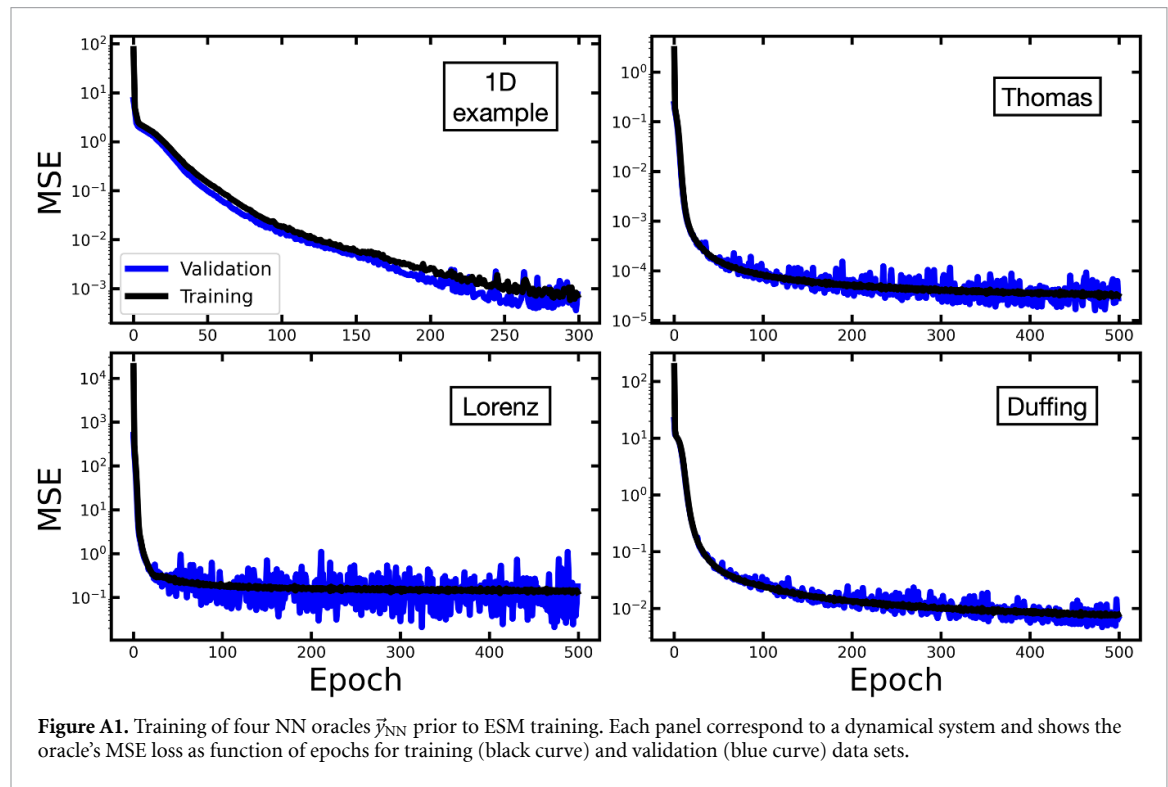 10²
10¹
10⁰
10⁻¹
10⁻²
10⁻³
MSE
1D
example
Validation
Training
0 50 100 150 200 250 300
10⁰
10⁻¹
10⁻²
10⁻³
10⁻⁴
10⁻⁵
Thomas
0 100 200 300 400 500
10⁴
10³
10²
10¹
10⁰
10⁻¹
MSE
Lorenz
0 100 200 300 400 500
Epoch
10²
10¹
10⁰
10⁻¹
10⁻²
Duffing
0 100 200 300 400 500
Epoch
Figure A1. Training of four NN oracles y⃗NN prior to ESM training. Each panel correspond to a dynamical system and shows the
oracle's MSE loss as function of epochs for training (black curve) and validation (blue curve) data sets.